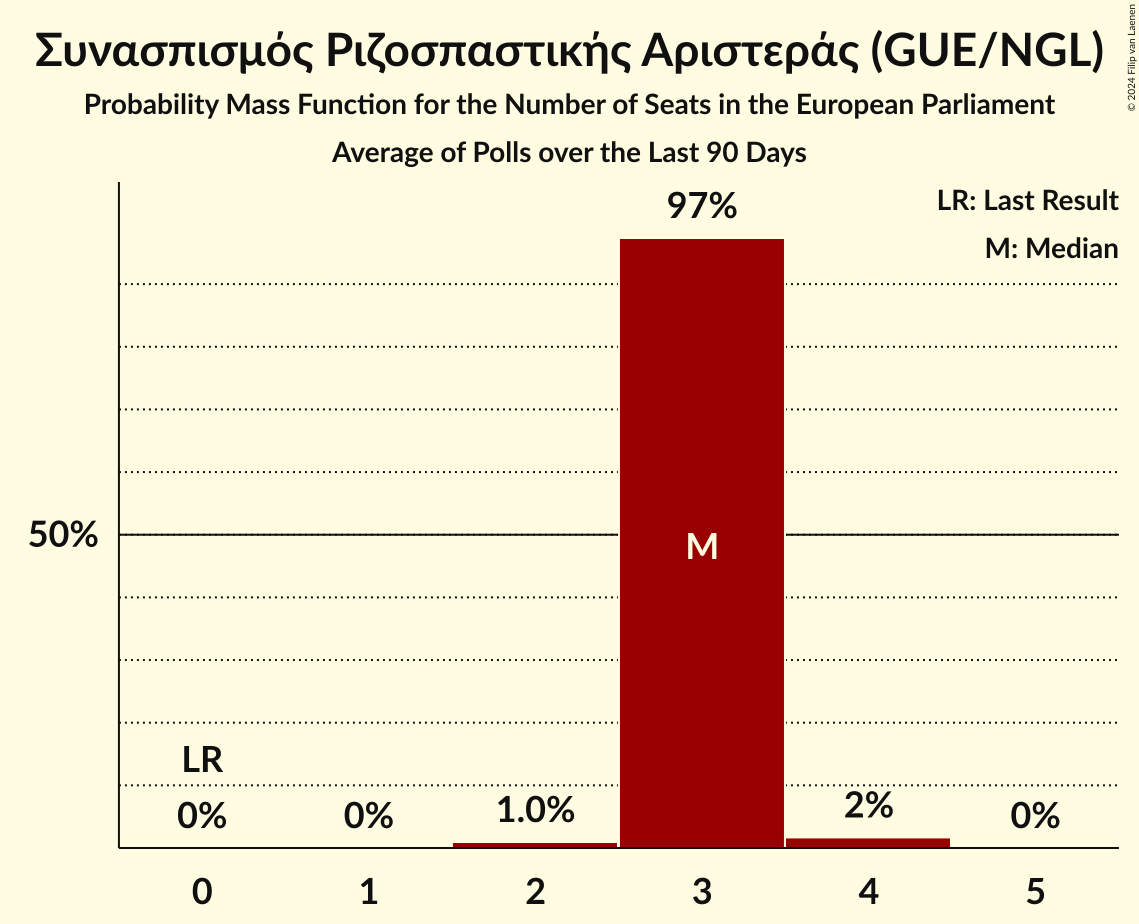 Συνασπισμός Ριζοσπαστικής Αριστεράς (GUE/NGL)
Probability Mass Function for the Number of Seats in the European Parliament
Average of Polls over the Last 90 Days
© 2024 Filip van Laenen
LR: Last Result
M: Median
97%
50%
M
LR
0%
0%
1.0%
2%
0%
0 1 2 3 4 5